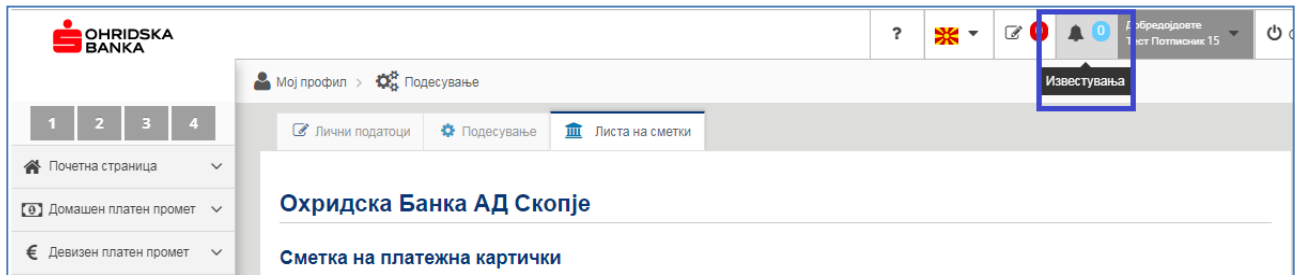 OHRIDSKA
BANKA
?
0
0
Добредојдовте
Тест Потписник 15
Известувања
Мој профил > Подесување
1 2 3 4
Лични податоци
Подесување
Листа на сметки
Почетна страница
Домашен платен промет
€ Девизен платен промет
Охридска Банка АД Скопје
Сметка на платежна картички